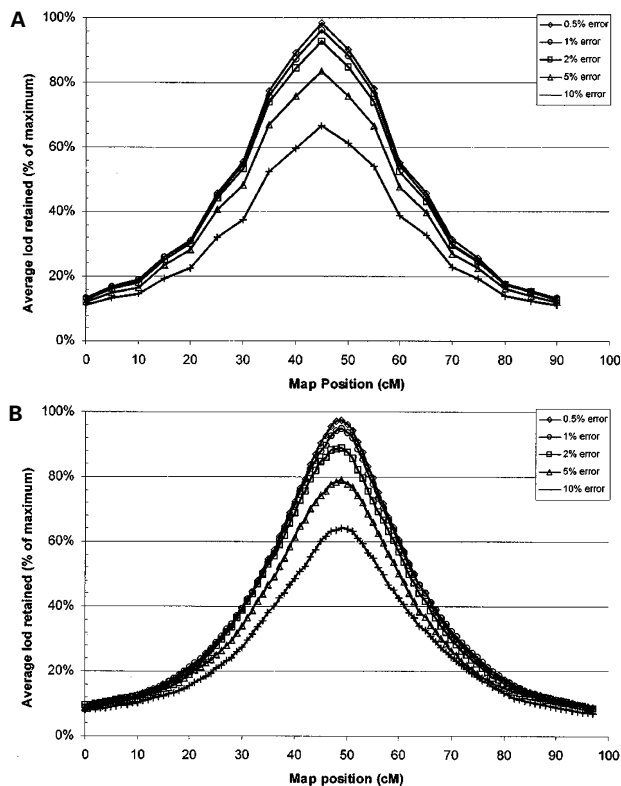 A
Average lod retained (% of maximum)
100%
80%
60%
40%
20%
0%
0 10 20 30 40 50 60 70 80 90 100
Map Position (cM)
0.5% error
1% error
2% error
5% error
10% error
B
Average lod retained (% of maximum)
100%
80%
60%
40%
20%
0%
0 10 20 30 40 50 60 70 80 90 100
Map position (cM)
0.5% error
1% error
2% error
5% error
10% error